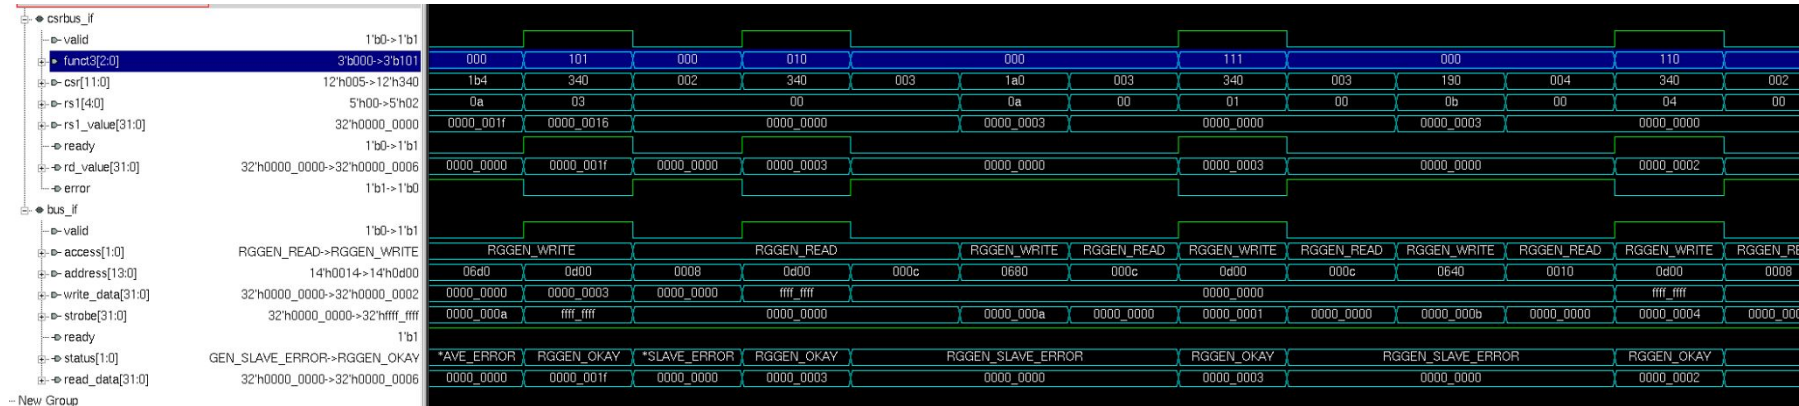 csrbus_if
valid 1'b0->1'b1
funct3[2:0] 3'b000->3'b101 000 101 000 010 000 111 000 110
csr[11:0] 12'h005->12'h340 1b4 340 002 340 003 1a0 003 340 003 190 004 340 002
rs1[4:0] 5'h00->5'h02 0a 03 00 0a 00 01 00 0b 00 04 00
rs1_value[31:0] 32'h0000_0000 0000_001f 0000_0016 0000_0000 0000_0003 0000_0000 0000_0003 0000_0000
ready 1'b0->1'b1
rd_value[31:0] 32'h0000_0000->32'h0000_0006 0000_0000 0000_001f 0000_0000 0000_0003 0000_0000 0000_0003 0000_0000 0000_0002
error 1'b1->1'b0
bus_if
valid 1'b0->1'b1
access[1:0] RGGEN_READ->RGGEN_WRITE RGGEN_WRITE RGGEN_READ RGGEN_WRITE RGGEN_READ RGGEN_WRITE RGGEN_READ RGGEN_WRITE RGGEN_READ RGGEN_WRITE RGGEN_RE
address[13:0] 14'h0014->14'h0d00 06d0 0d00 0008 0d00 000c 0680 000c 0d00 000c 0640 0010 0d00 0008
write_data[31:0] 32'h0000_0000->32'h0000_0002 0000_0000 0000_0003 0000_0000 ffff_ffff 0000_0000 ffff_ffff
strobe[31:0] 32'h0000_0000->32'hffff_ffff 0000_000a ffff_ffff 0000_0000 0000_000a 0000_0000 0000_0001 0000_0000 0000_000b 0000_0000 0000_0004 0000_000
ready 1'b1
status[1:0] GEN_SLAVE_ERROR->RGGEN_OKAY *AVE_ERROR RGGEN_OKAY *SLAVE_ERROR RGGEN_OKAY RGGEN_SLAVE_ERROR RGGEN_OKAY RGGEN_SLAVE_ERROR RGGEN_OKAY
read_data[31:0] 32'h0000_0000->32'h0000_0006 0000_0000 0000_001f 0000_0000 0000_0003 0000_0000 0000_0003 0000_0000 0000_0002
New Group